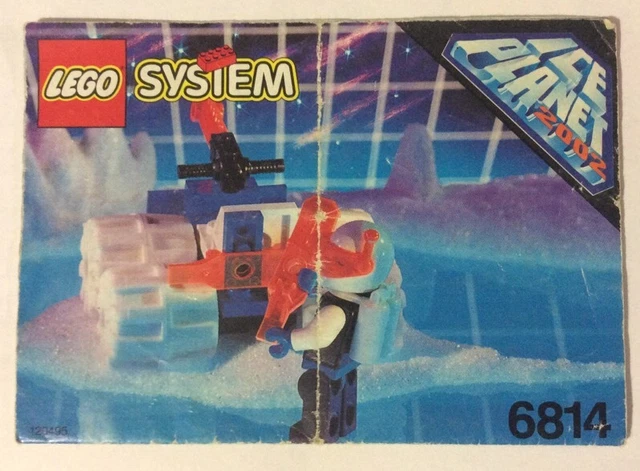 LEGO SYSTEM
ICE
PLANET
2002
6814